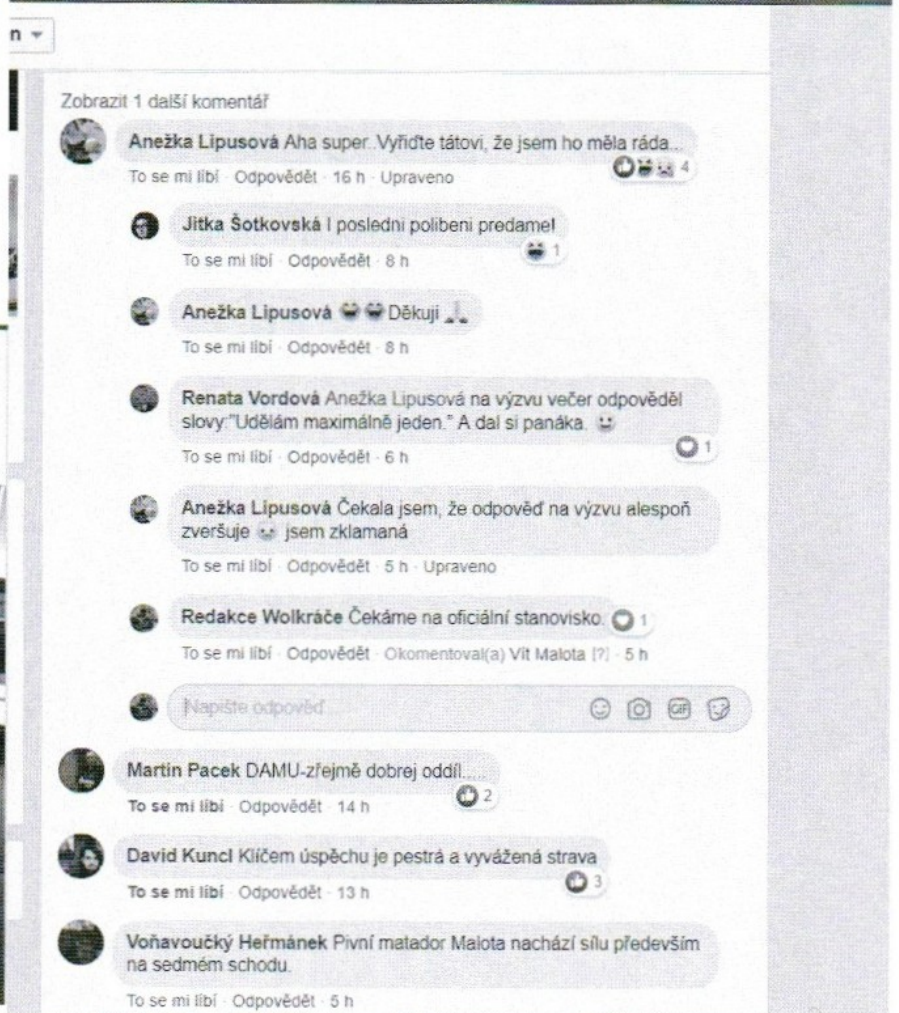 n
Zobrazit 1 další komentář
Anežka Lipusová Aha super..Vyřiďte tátovi, že jsem ho měla ráda...
4
To se mi líbí · Odpovědět · 16 h · Upraveno
Jitka Šotkovská I posledni polibeni predame!
1
To se mi líbí · Odpovědět · 8 h
Anežka Lipusová Děkuji
To se mi líbí · Odpovědět · 8 h
Renata Vordová Anežka Lipusová na výzvu večer odpověděl
slovy:"Udělám maximálně jeden." A dal si panáka.
1
To se mi líbí · Odpovědět · 6 h
Anežka Lipusová Čekala jsem, že odpověď na výzvu alespoň
zveršuje jsem zklamaná
To se mi líbí · Odpovědět · 5 h · Upraveno
Redakce Wolkráče Čekáme na oficiální stanovisko.
1
To se mi líbí · Odpovědět · Okomentoval(a) Vít Malota [?] · 5 h
Napište odpověď...
GIF
Martin Pacek DAMU-zřejmě dobrej oddíl.....
2
To se mi líbí · Odpovědět · 14 h
David Kuncl Klíčem úspěchu je pestrá a vyvážená strava
3
To se mi líbí · Odpovědět · 13 h
Voňavoučký Heřmánek Pivní matador Malota nachází sílu především
na sedmém schodu.
To se mi líbí · Odpovědět · 5 h